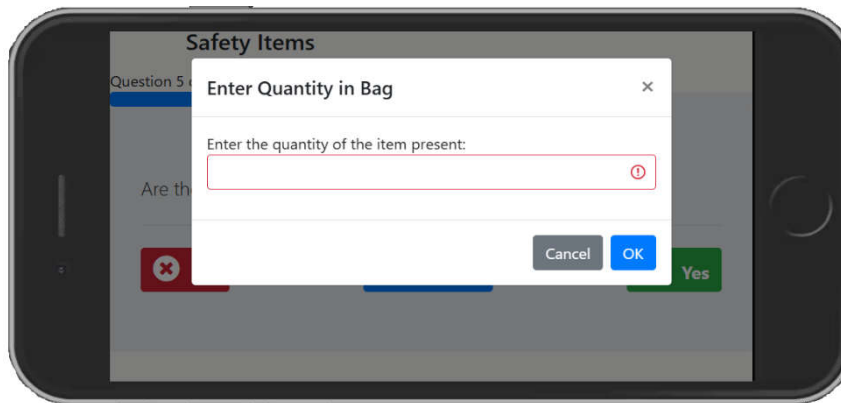 Safety Items
Question 5
Enter Quantity in Bag
×
Enter the quantity of the item present:
Are
Cancel OK
Yes